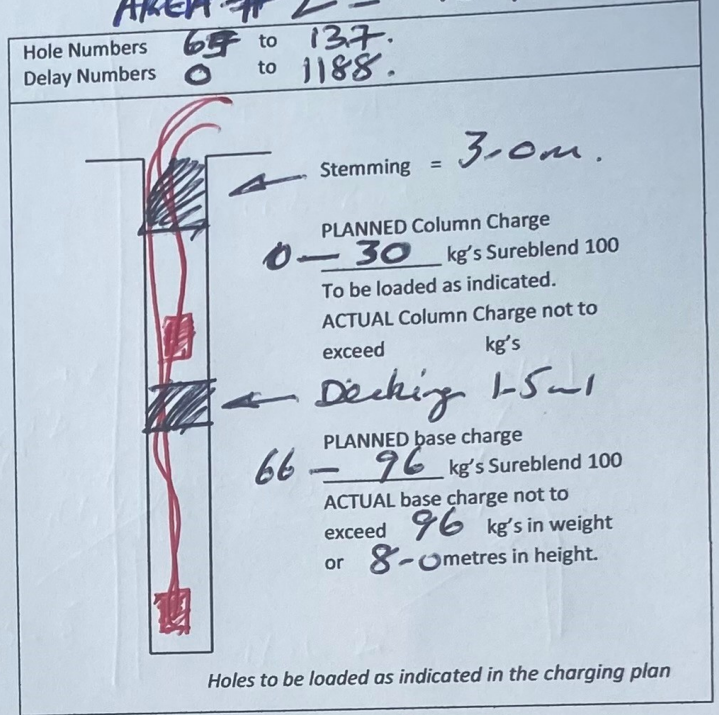 AREA #
Hole Numbers to 137.
Delay Numbers 0 to 1188.
Stemming = 3-0m.
PLANNED Column Charge
0 — 30 kg's Sureblend 100
To be loaded as indicated.
ACTUAL Column Charge not to
exceed kg's
Decking 1-5m
PLANNED base charge
66 — 96 kg's Sureblend 100
ACTUAL base charge not to
exceed 96 kg's in weight
or 8-0 metres in height.
Holes to be loaded as indicated in the charging plan